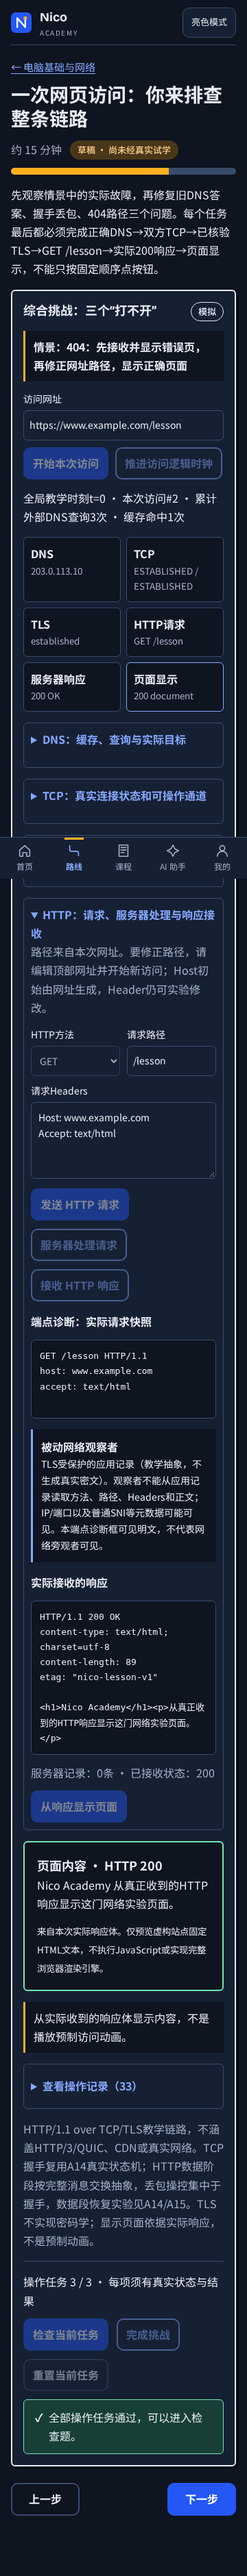 Nico
ACADEMY
亮色模式
← 电脑基础与网络
一次网页访问：你来排查
整条链路
约 15 分钟
草稿 · 尚未经真实试学
先观察情景中的实际故障，再修复旧DNS答
案、握手丢包、404路径三个问题。每个任务
最后都必须完成正确DNS→双方TCP→已核验
TLS→GET /lesson→实际200响应→页面显
示，不能只按固定顺序点按钮。
综合挑战：三个“打不开”
模拟
情景：404：先接收并显示错误页，
再修正网址路径，显示正确页面
访问网址
https://www.example.com/lesson
开始本次访问
推进访问逻辑时钟
全局教学时刻t=0 · 本次访问#2 · 累计
外部DNS查询3次 · 缓存命中1次
DNS
203.0.113.10
TCP
ESTABLISHED /
ESTABLISHED
TLS
established
HTTP请求
GET /lesson
服务器响应
200 OK
页面显示
200 document
▶ DNS：缓存、查询与实际目标
▶ TCP：真实连接状态和可操作通道
首页
路线
课程
AI 助手
我的
▼ HTTP：请求、服务器处理与响应接
收
路径来自本次网址。要修正路径，请
编辑顶部网址并开始新访问；Host初
始由网址生成，Header仍可实验修
改。
HTTP方法
请求路径
GET
/lesson
请求Headers
Host: www.example.com
Accept: text/html
发送 HTTP 请求
服务器处理请求
接收 HTTP 响应
端点诊断：实际请求快照
GET /lesson HTTP/1.1
host: www.example.com
accept: text/html
被动网络观察者
TLS受保护的应用记录（教学抽象，不
生成真实密文）。观察者不能从应用记
录读取方法、路径、Headers和正文；
IP/端口以及普通SNI等元数据可能可
见。本端点诊断框可见明文，不代表网
络旁观者可见。
实际接收的响应
HTTP/1.1 200 OK
content-type: text/html;
charset=utf-8
content-length: 89
etag: "nico-lesson-v1"
<h1>Nico Academy</h1><p>从真正收
到的HTTP响应显示这门网络实验页面。
</p>
服务器记录：0条 · 已接收状态：200
从响应显示页面
页面内容 · HTTP 200
Nico Academy 从真正收到的HTTP
响应显示这门网络实验页面。
来自本次实际响应体。仅预览虚构站点固定
HTML文本，不执行JavaScript或实现完整
浏览器渲染引擎。
从实际收到的响应体显示内容，不是
播放预制访问动画。
▶ 查看操作记录（33）
HTTP/1.1 over TCP/TLS教学链路，不涵
盖HTTP/3/QUIC、CDN或真实网络。TCP
握手复用A14真实状态机；HTTP数据阶
段按完整消息交换抽象，丢包操控集中于
握手，数据段恢复实验见A14/A15。TLS
不实现密码学；显示页面依据实际响应，
不是预制动画。
操作任务 3 / 3 · 每项须有真实状态与结
果
检查当前任务
完成挑战
重置当前任务
✓ 全部操作任务通过，可以进入检
查题。
上一步
下一步